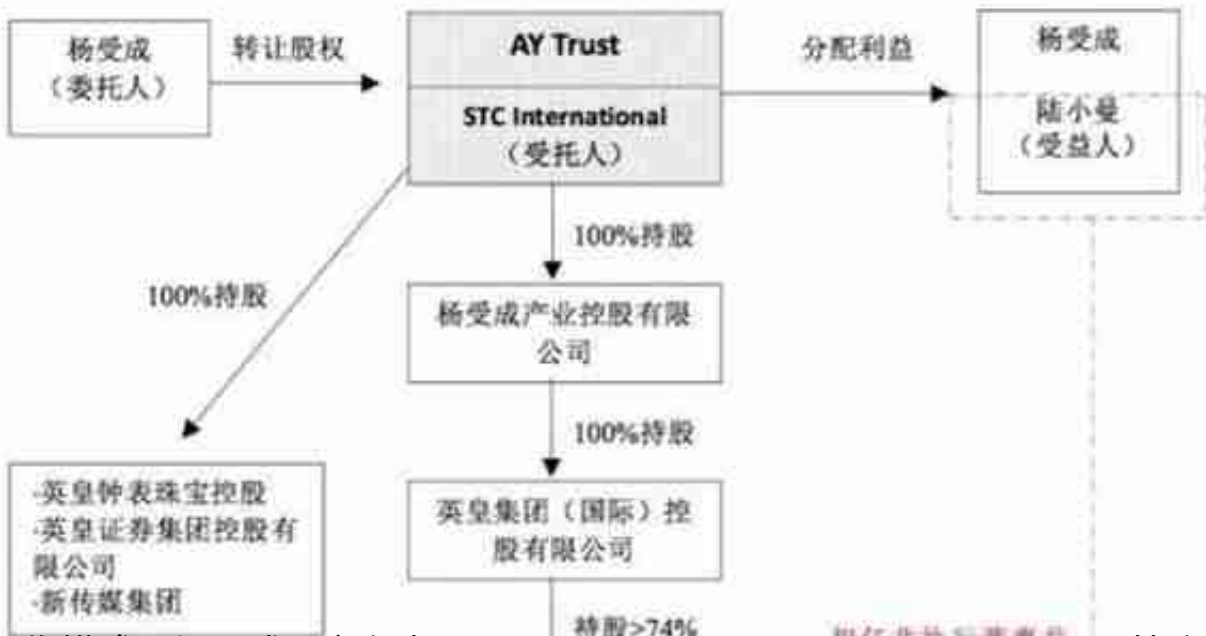 杨受成
（委托人）
转让股权
AY Trust
STC International
（受托人）
分配利益
杨受成
陆小曼
（受益人）
100%持股
100%持股
杨受成产业控股有限
公司
100%持股
·英皇钟表珠宝控股
·英皇证券集团控股有
限公司
·新传媒集团
英皇集团（国际）控
股有限公司
持股>74%